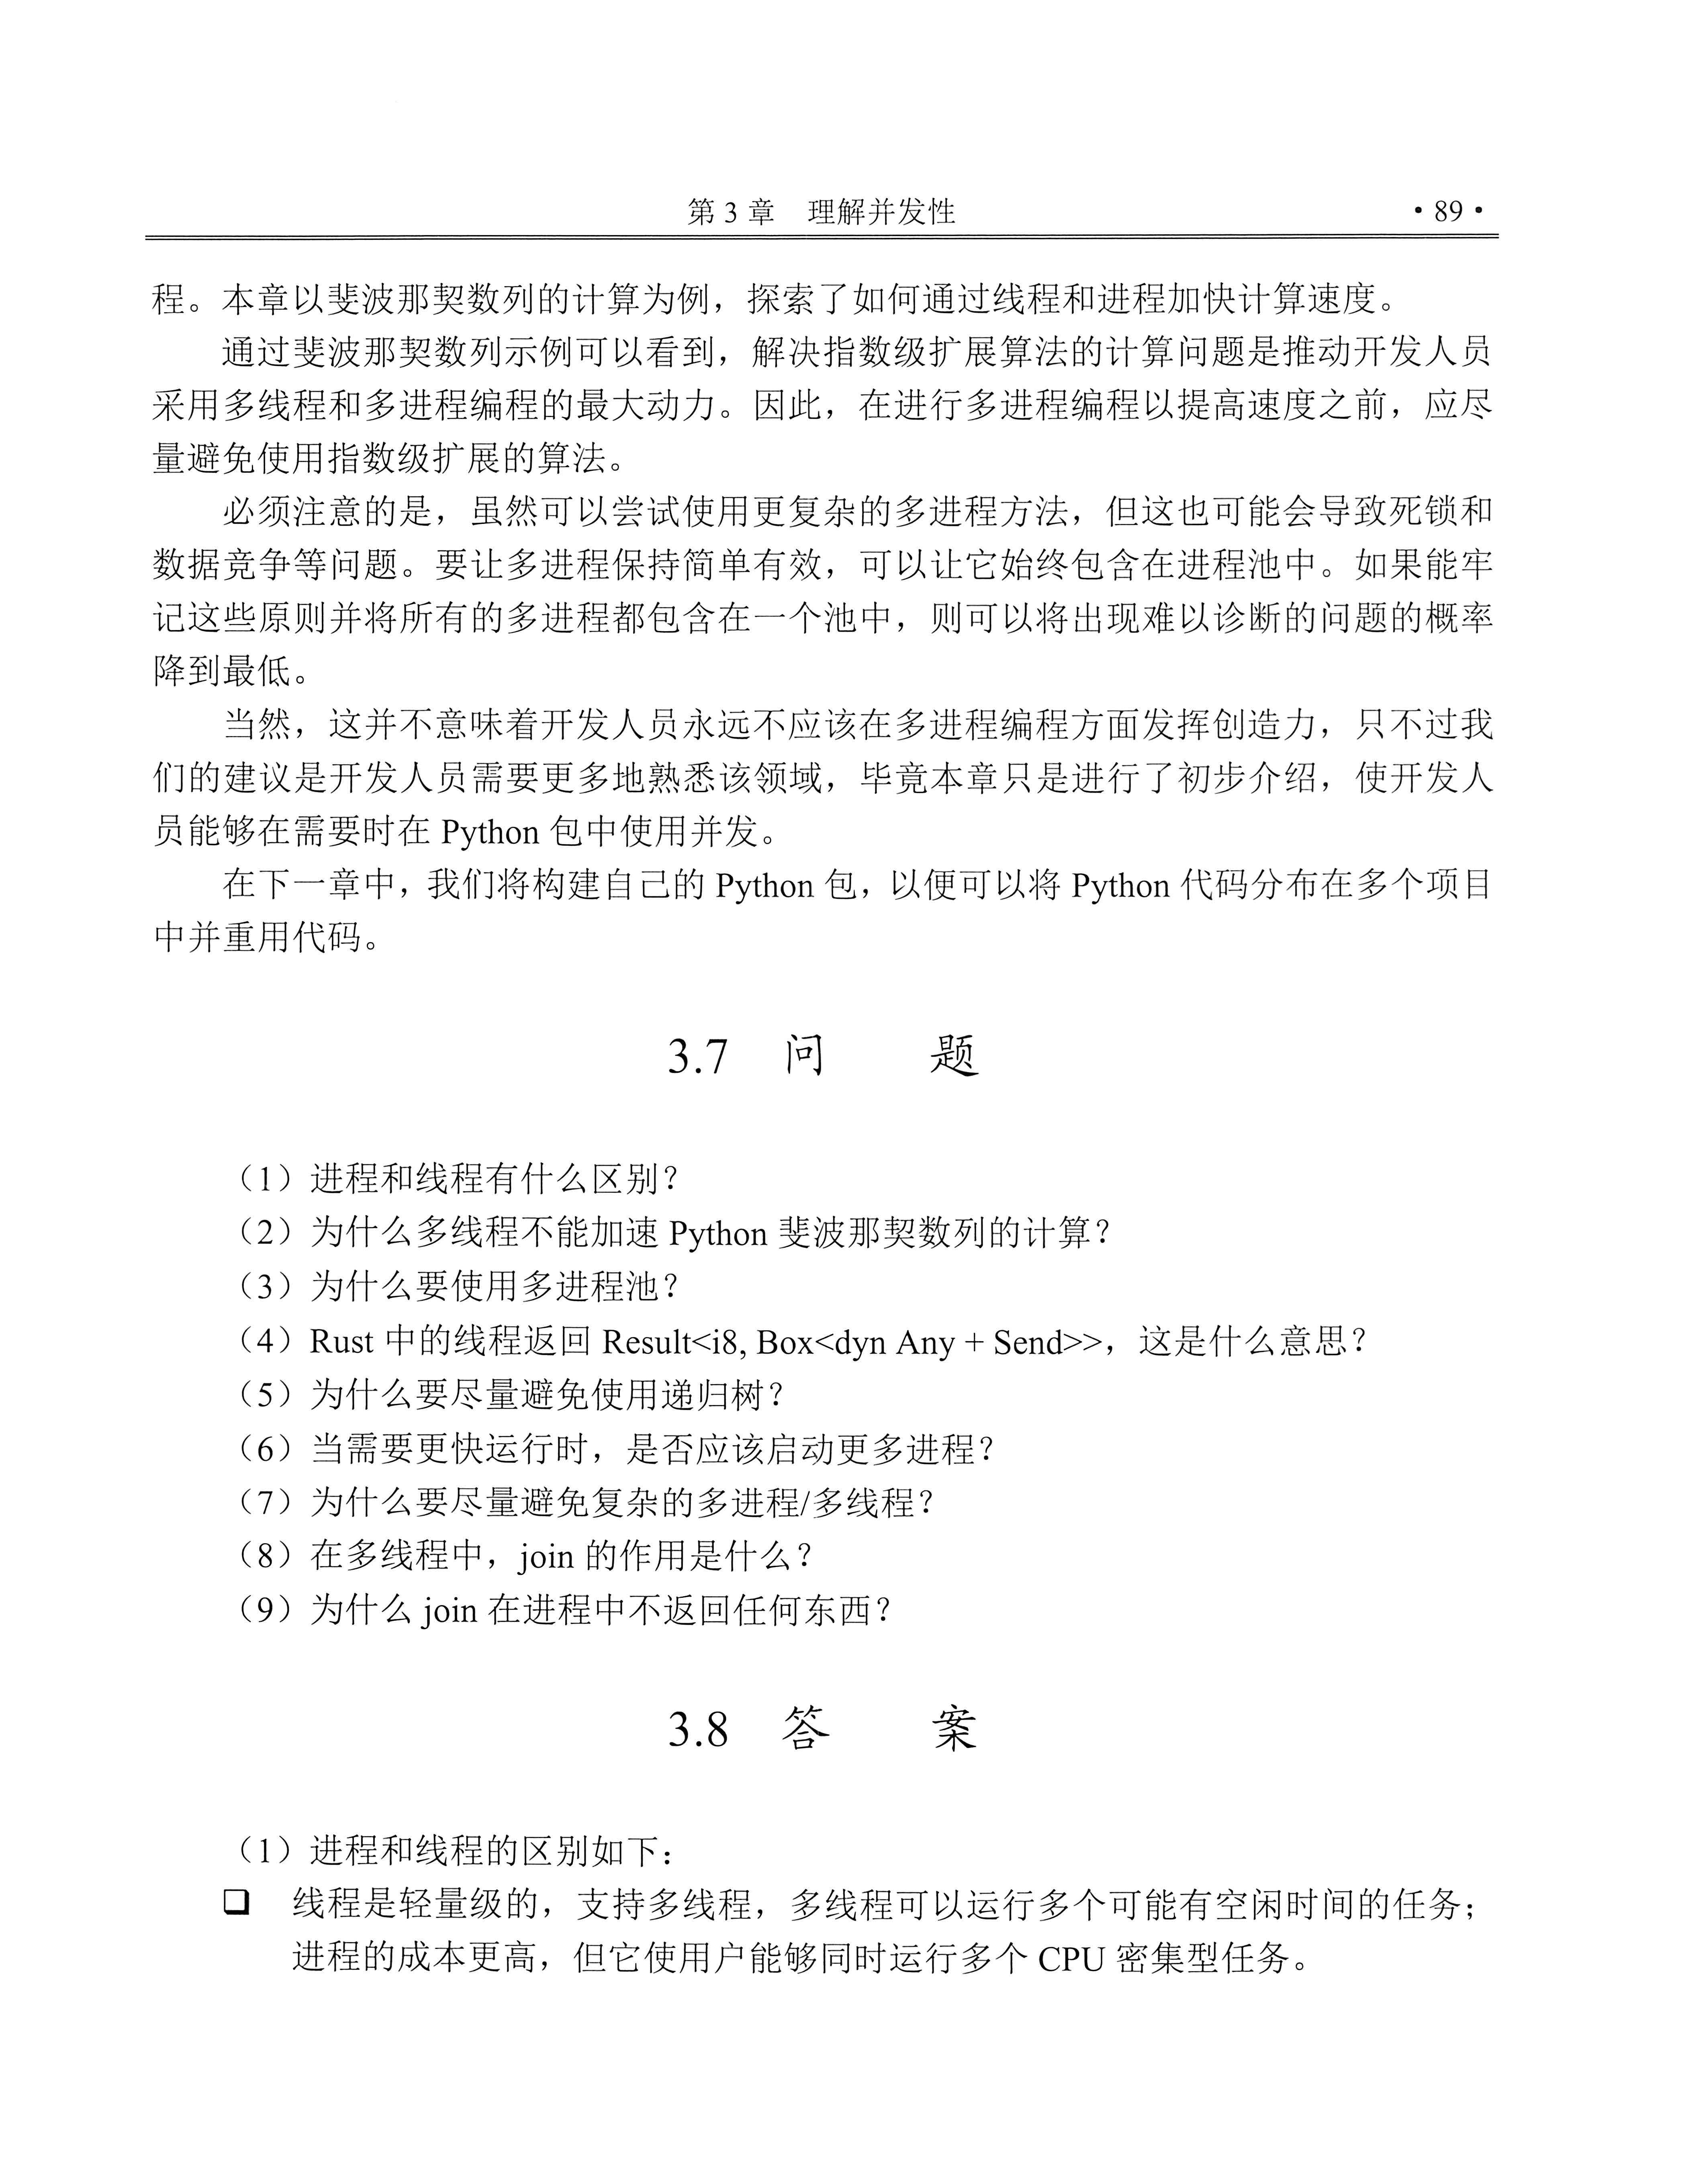 第 3 章　理解并发性
·89·
程。本章以斐波那契数列的计算为例，探索了如何通过线程和进程加快计算速度。
通过斐波那契数列示例可以看到，解决指数级扩展算法的计算问题是推动开发人员
采用多线程和多进程编程的最大动力。因此，在进行多进程编程以提高速度之前，应尽
量避免使用指数级扩展的算法。
必须注意的是，虽然可以尝试使用更复杂的多进程方法，但这也可能会导致死锁和
数据竞争等问题。要让多进程保持简单有效，可以让它始终包含在进程池中。如果能牢
记这些原则并将所有的多进程都包含在一个池中，则可以将出现难以诊断的问题的概率
降到最低。
当然，这并不意味着开发人员永远不应该在多进程编程方面发挥创造力，只不过我
们的建议是开发人员需要更多地熟悉该领域，毕竟本章只是进行了初步介绍，使开发人
员能够在需要时在 Python 包中使用并发。
在下一章中，我们将构建自己的 Python 包，以便可以将 Python 代码分布在多个项目
中并重用代码。
3.7　问　　题
（1）进程和线程有什么区别？
（2）为什么多线程不能加速 Python 斐波那契数列的计算？
（3）为什么要使用多进程池？
（4）Rust 中的线程返回 Result<i8, Box<dyn Any + Send>>，这是什么意思？
（5）为什么要尽量避免使用递归树？
（6）当需要更快运行时，是否应该启动更多进程？
（7）为什么要尽量避免复杂的多进程/多线程？
（8）在多线程中，join 的作用是什么？
（9）为什么 join 在进程中不返回任何东西？
3.8　答　　案
（1）进程和线程的区别如下：
❏ 线程是轻量级的，支持多线程，多线程可以运行多个可能有空闲时间的任务；
进程的成本更高，但它使用户能够同时运行多个 CPU 密集型任务。